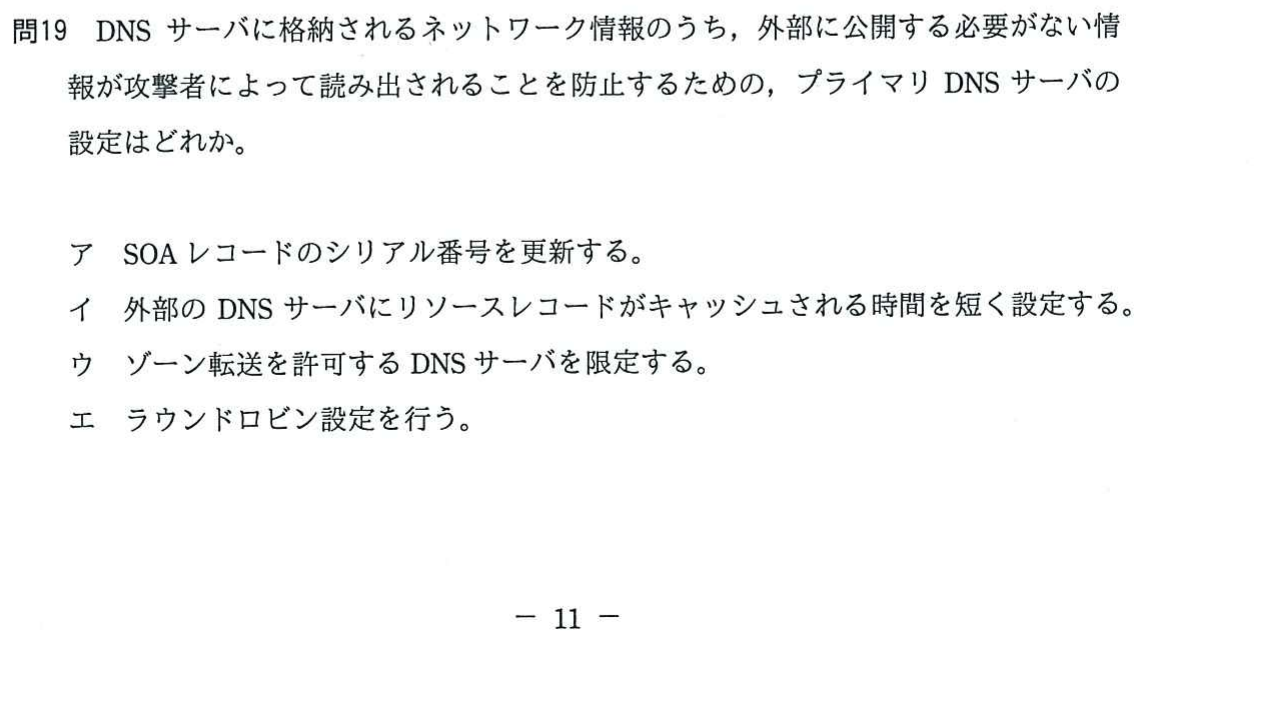 問19 DNS サーバに格納されるネットワーク情報のうち，外部に公開する必要がない情
報が攻撃者によって読み出されることを防止するための，プライマリ DNS サーバの
設定はどれか。
ア SOA レコードのシリアル番号を更新する。
イ 外部の DNS サーバにリソースレコードがキャッシュされる時間を短く設定する。
ウ ゾーン転送を許可する DNS サーバを限定する。
エ ラウンドロビン設定を行う。
－ 11 －